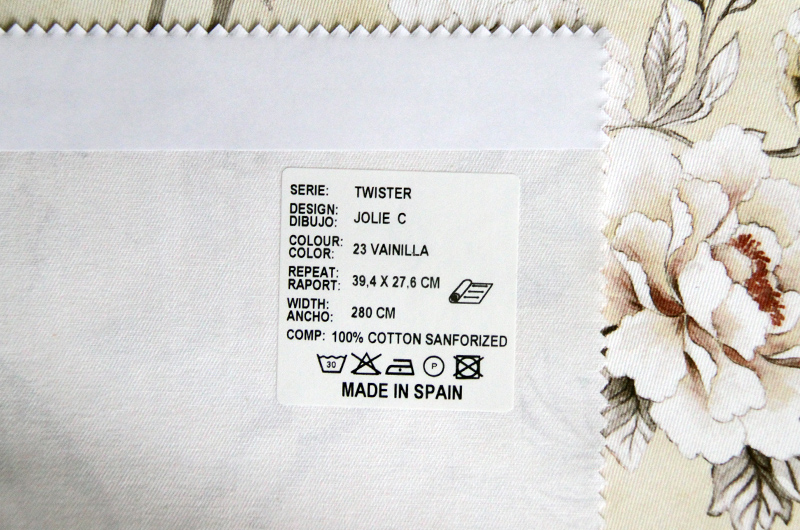 SERIE: TWISTER
DESIGN:
DIBUJO: JOLIE C
COLOUR:
COLOR: 23 VAINILLA
REPEAT:
RAPORT: 39,4 X 27,6 CM
WIDTH:
ANCHO: 280 CM
COMP: 100% COTTON SANFORIZED
30 P
MADE IN SPAIN